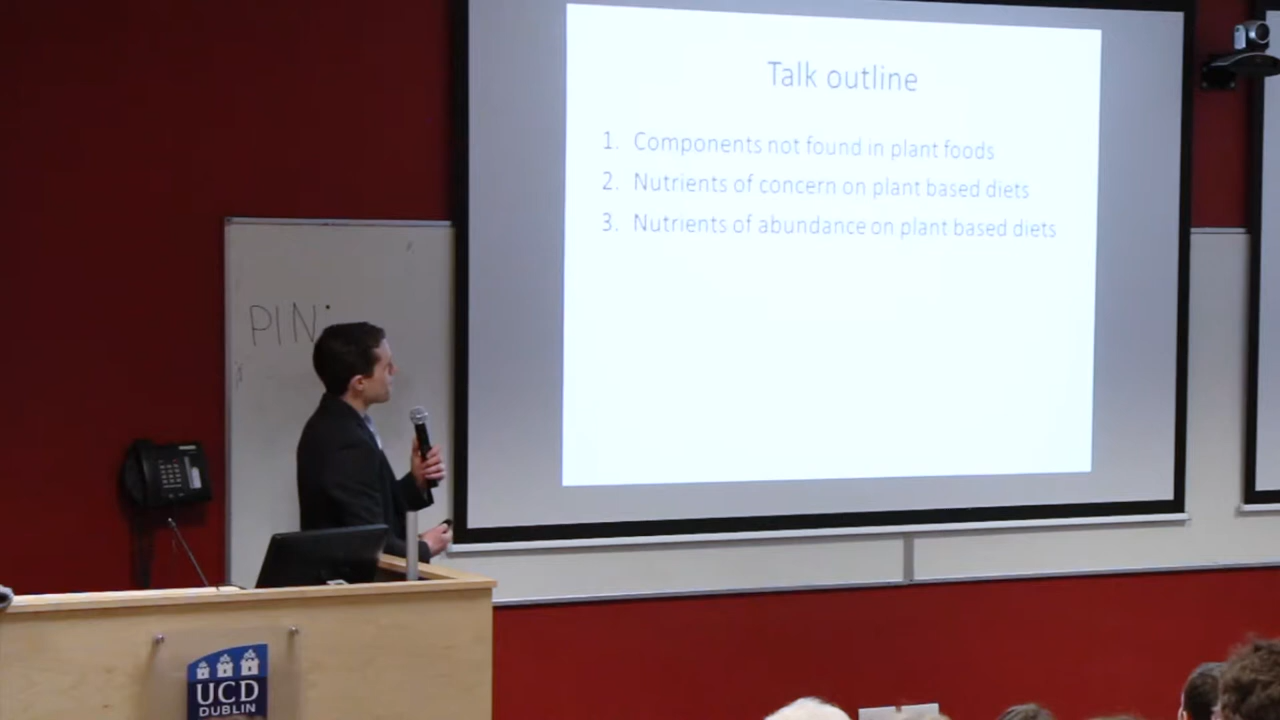 Talk outline
1. Components not found in plant foods
2. Nutrients of concern on plant based diets
3. Nutrients of abundance on plant based diets
PIN:
UCD
DUBLIN